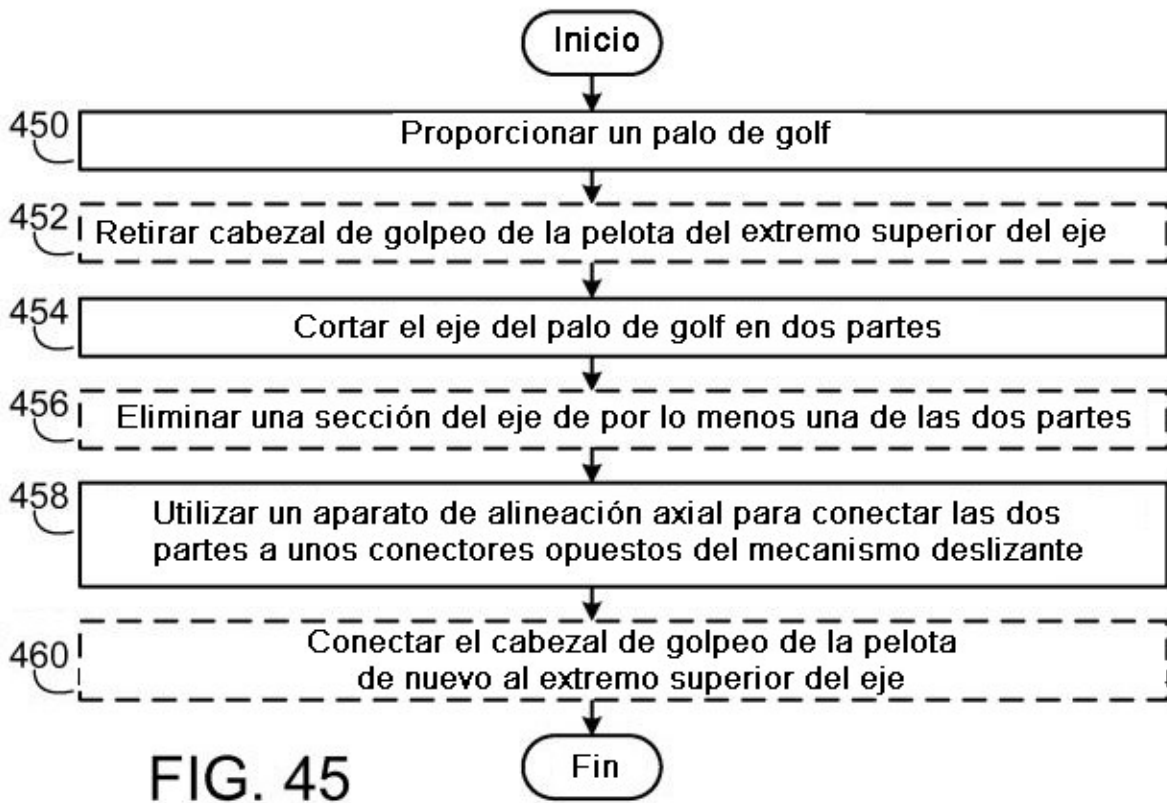 Inicio
450
Proporcionar un palo de golf
452
Retirar cabezal de golpeo de la pelota del extremo superior del eje
454
Cortar el eje del palo de golf en dos partes
456
Eliminar una sección del eje de por lo menos una de las dos partes
458
Utilizar un aparato de alineación axial para conectar las dos
partes a unos conectores opuestos del mecanismo deslizante
460
Conectar el cabezal de golpeo de la pelota
de nuevo al extremo superior del eje
Fin
FIG. 45